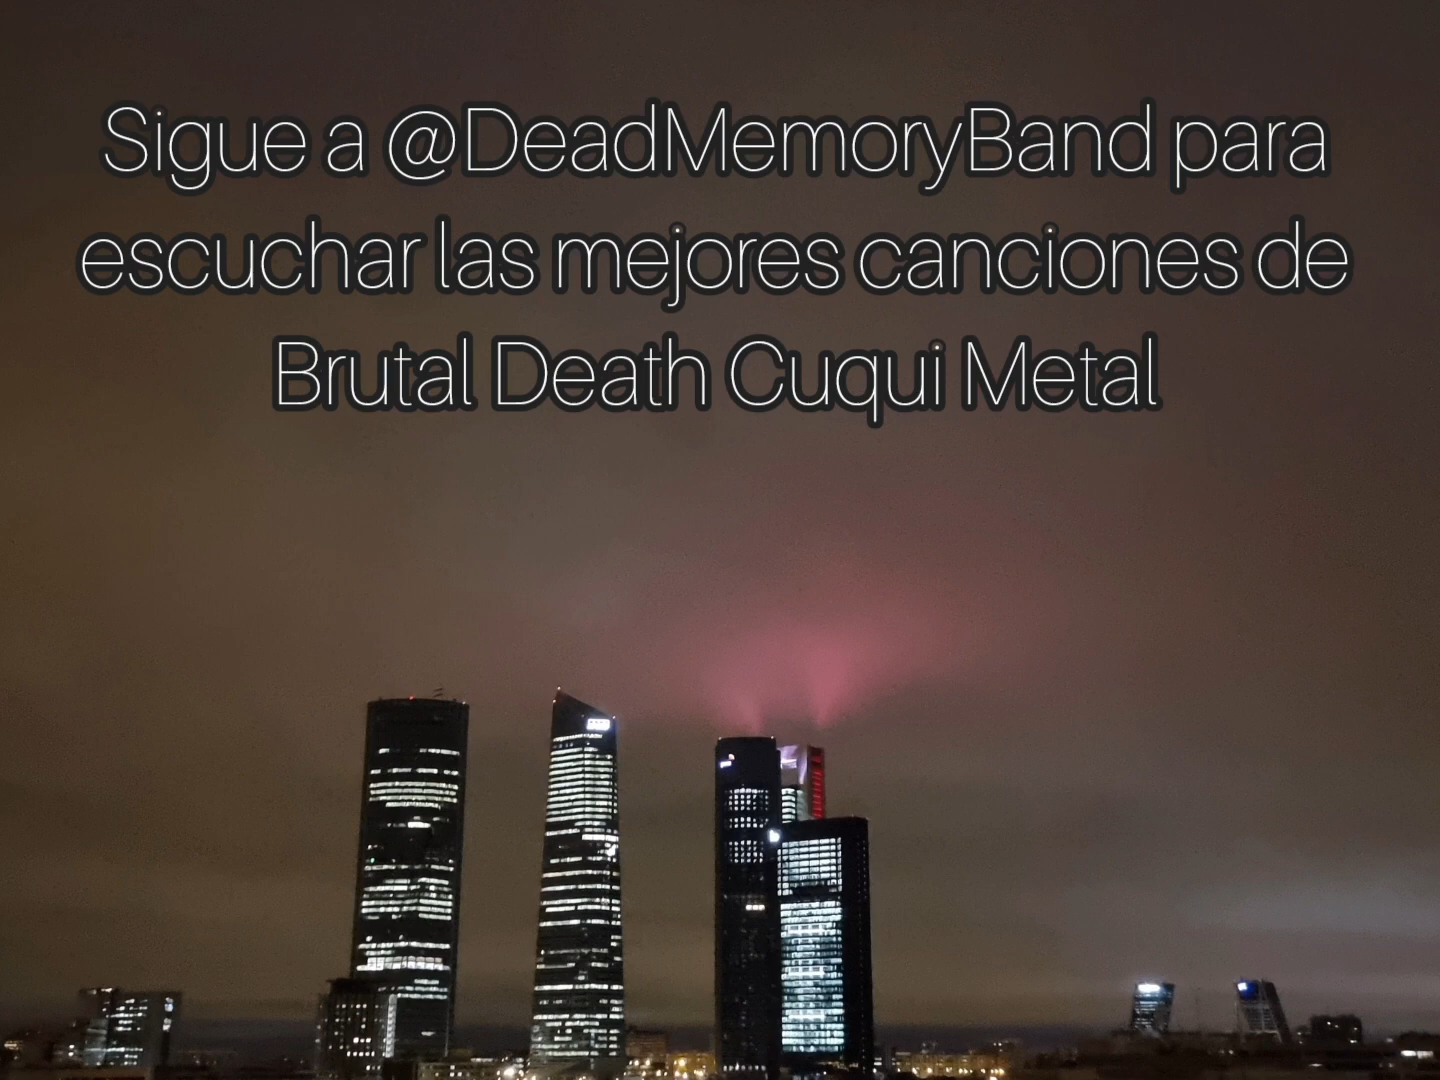 Sigue a @DeadMemoryBand para
escuchar las mejores canciones de
Brutal Death Cuqui Metal